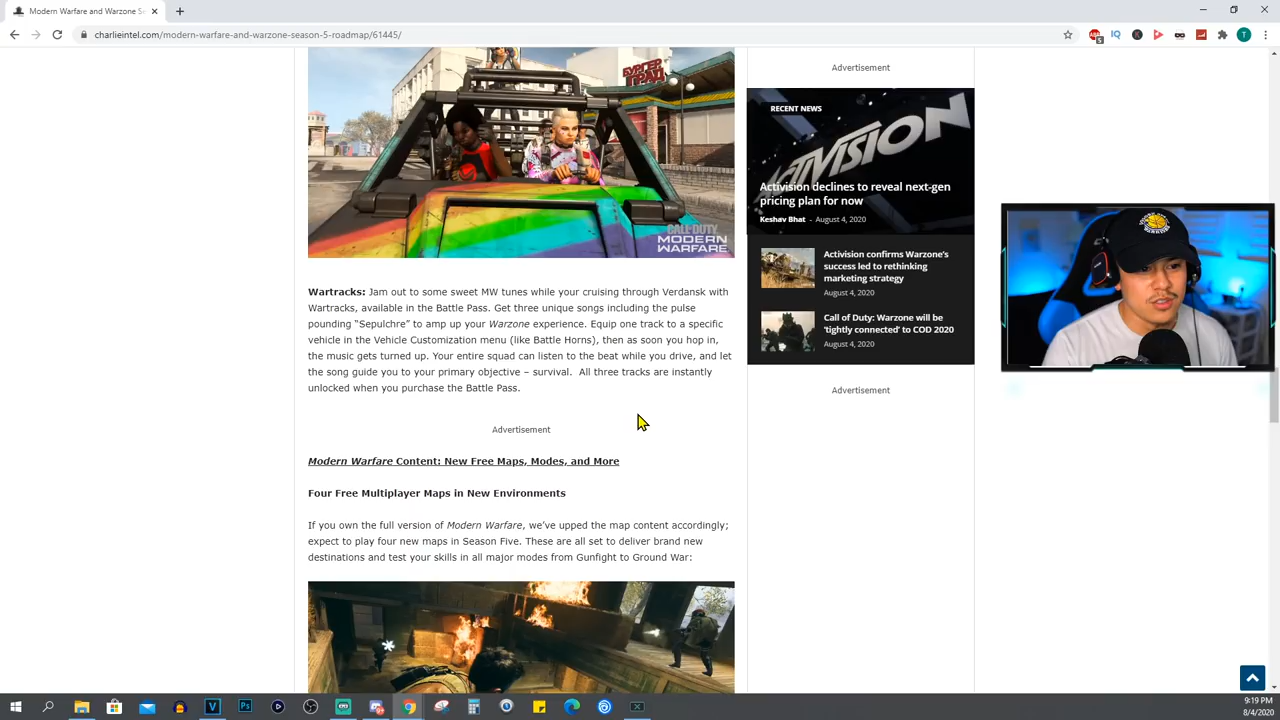 Modern Warfare and Warzone Se
charlieintel.com/modern-warfare-and-warzone-season-5-roadmap/61445/
БУРГЕР
ГРАД
CALL OF DUTY
MODERN
WARFARE
Wartracks: Jam out to some sweet MW tunes while your cruising through Verdansk with
Wartracks, available in the Battle Pass. Get three unique songs including the pulse
pounding “Sepulchre” to amp up your Warzone experience. Equip one track to a specific
vehicle in the Vehicle Customization menu (like Battle Horns), then as soon you hop in,
the music gets turned up. Your entire squad can listen to the beat while you drive, and let
the song guide you to your primary objective – survival.  All three tracks are instantly
unlocked when you purchase the Battle Pass.
Advertisement
Modern Warfare Content: New Free Maps, Modes, and More
Four Free Multiplayer Maps in New Environments
If you own the full version of Modern Warfare, we’ve upped the map content accordingly;
expect to play four new maps in Season Five. These are all set to deliver brand new
destinations and test your skills in all major modes from Gunfight to Ground War:
Advertisement
RECENT NEWS
ACTIVISION
Activision declines to reveal next-gen
pricing plan for now
Keshav Bhat - August 4, 2020
Activision confirms Warzone’s
success led to rethinking
marketing strategy
August 4, 2020
Call of Duty: Warzone will be
‘tightly connected’ to COD 2020
August 4, 2020
Advertisement
9:19 PM
8/4/2020